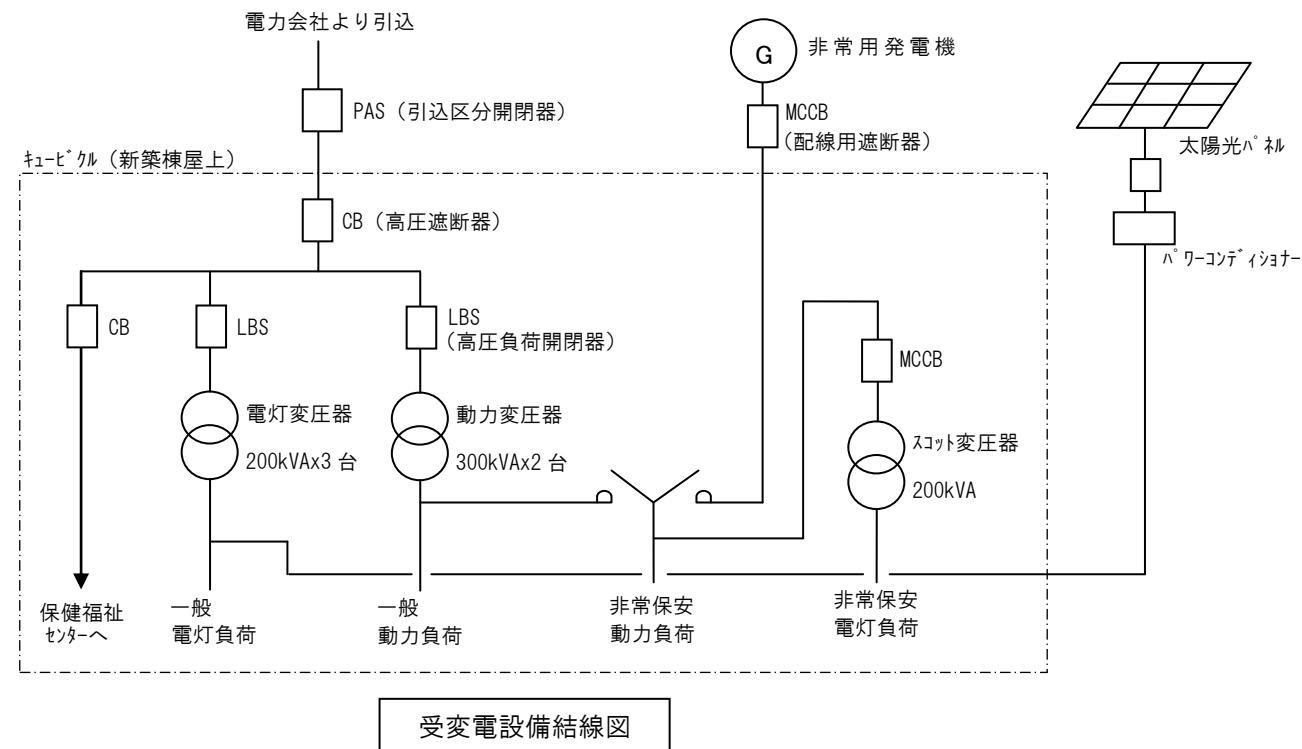 電力会社より引込
G
非常用発電機
PAS（引込区分開閉器）
MCCB
（配線用遮断器）
太陽光ﾊﾟﾈﾙ
ｷｭｰﾋﾞｸﾙ（新築棟屋上）
CB（高圧遮断器）
ﾊﾟﾜｰｺﾝﾃﾞｨｼｮﾅｰ
CB
LBS
LBS
（高圧負荷開閉器）
MCCB
電灯変圧器
200kVAx3 台
動力変圧器
300kVAx2 台
ｽｺｯﾄ変圧器
200kVA
保健福祉
ｾﾝﾀｰへ
一般
電灯負荷
一般
動力負荷
非常保安
動力負荷
非常保安
電灯負荷
受変電設備結線図